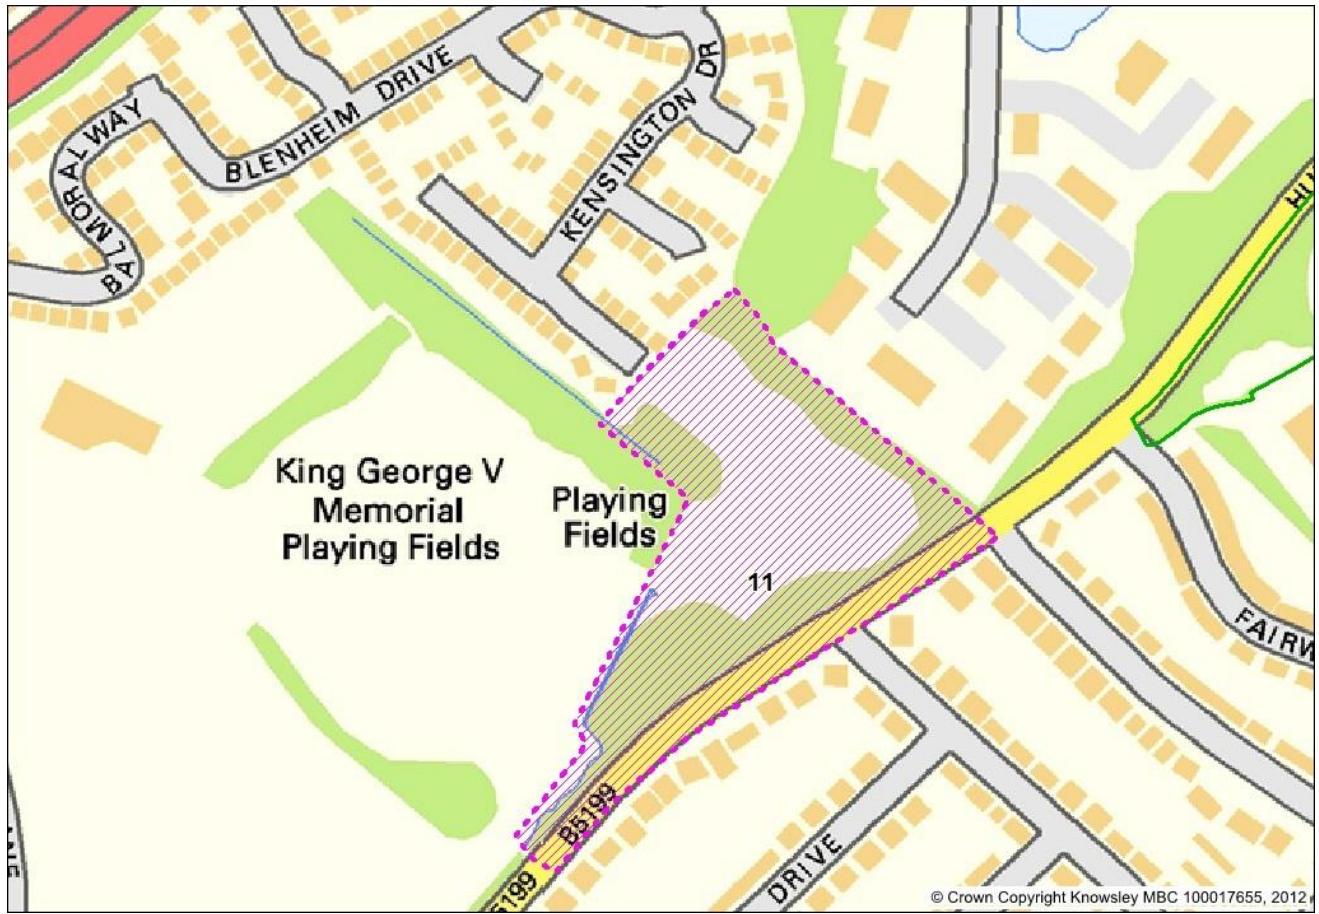 BALMORAL WAY
BLENHEIM DRIVE
KENSINGTON DR
King George V
Memorial
Playing Fields
Playing
Fields
11
FAIRW
B5199
5199
DRIVE
© Crown Copyright Knowsley MBC 100017655, 2012